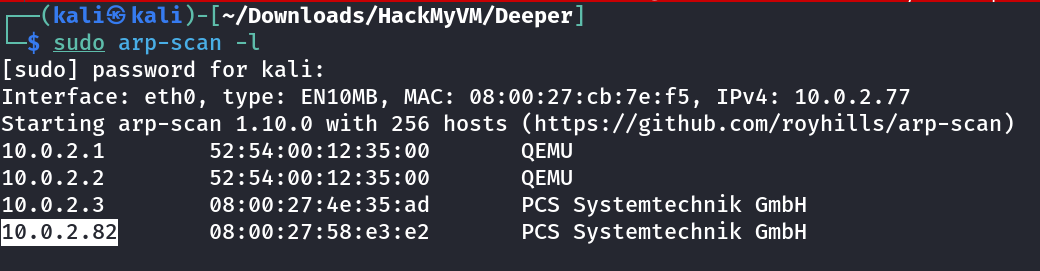 ┌──(kali㉿kali)-[~/Downloads/HackMyVM/Deeper]
└─$ sudo arp-scan -l
[sudo] password for kali:
Interface: eth0, type: EN10MB, MAC: 08:00:27:cb:7e:f5, IPv4: 10.0.2.77
Starting arp-scan 1.10.0 with 256 hosts (https://github.com/royhills/arp-scan)
10.0.2.1        52:54:00:12:35:00       QEMU
10.0.2.2        52:54:00:12:35:00       QEMU
10.0.2.3        08:00:27:4e:35:ad       PCS Systemtechnik GmbH
10.0.2.82       08:00:27:58:e3:e2       PCS Systemtechnik GmbH